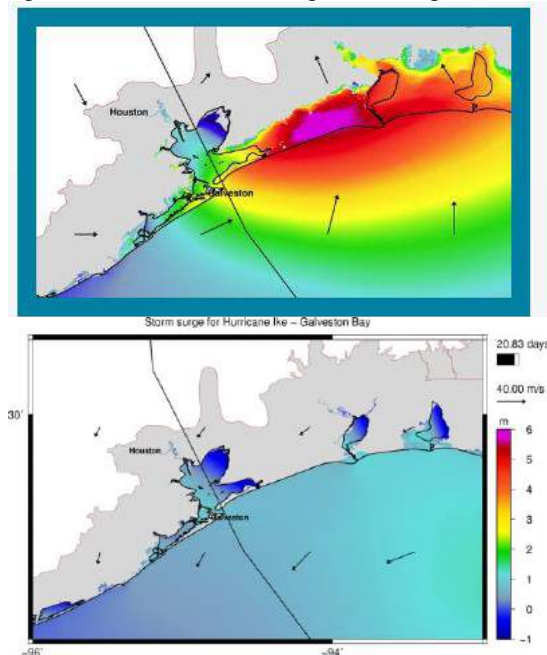 Houston
Galveston
Storm surge for Hurricane Ike – Galveston Bay
20.83 days
40.00 m/s
30′
m
6
5
4
3
2
1
0
−1
Houston
Galveston
−96′
−94′